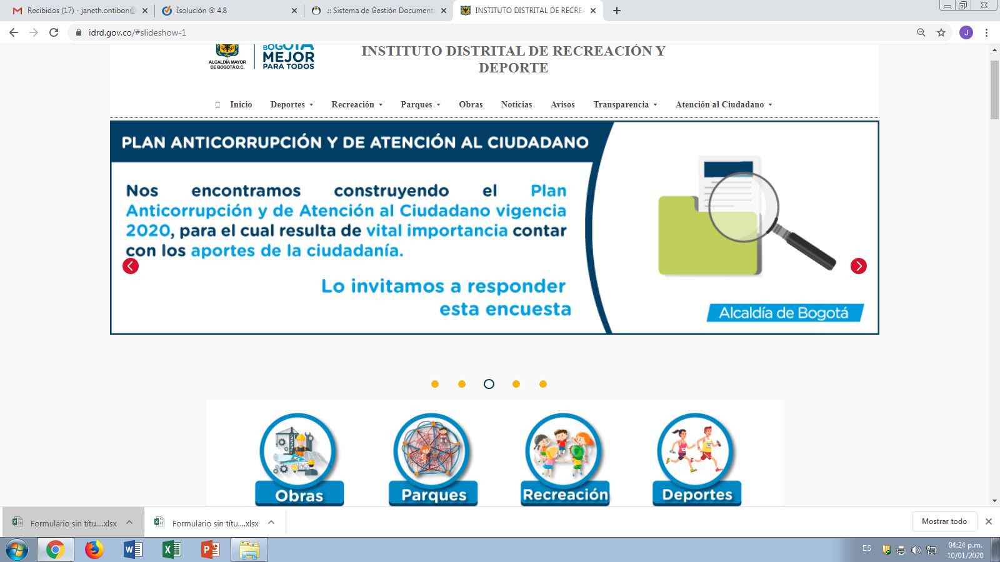 Recibidos (17) - janeth.ontibon@
Isolución ® 4.8
.:: Sistema de Gestión Documenta
INSTITUTO DISTRITAL DE RECREA
idrd.gov.co/#slideshow-1
J
ALCALDÍA MAYOR
DE BOGOTÁ D.C.
BOGOTÁ
MEJOR
PARA TODOS
INSTITUTO DISTRITAL DE RECREACIÓN Y
DEPORTE
Inicio Deportes Recreación Parques Obras Noticias Avisos Transparencia Atención al Ciudadano
PLAN ANTICORRUPCIÓN Y DE ATENCIÓN AL CIUDADANO
Nos encontramos construyendo el Plan
Anticorrupción y de Atención al Ciudadano vigencia
2020, para el cual resulta de vital importancia contar
con los aportes de la ciudadanía.
Lo invitamos a responder
esta encuesta
Alcaldía de Bogotá
Obras
Parques
Recreación
Deportes
Formulario sin títu....xlsx
Formulario sin títu....xlsx
Mostrar todo
ES
04:24 p.m.
10/01/2020